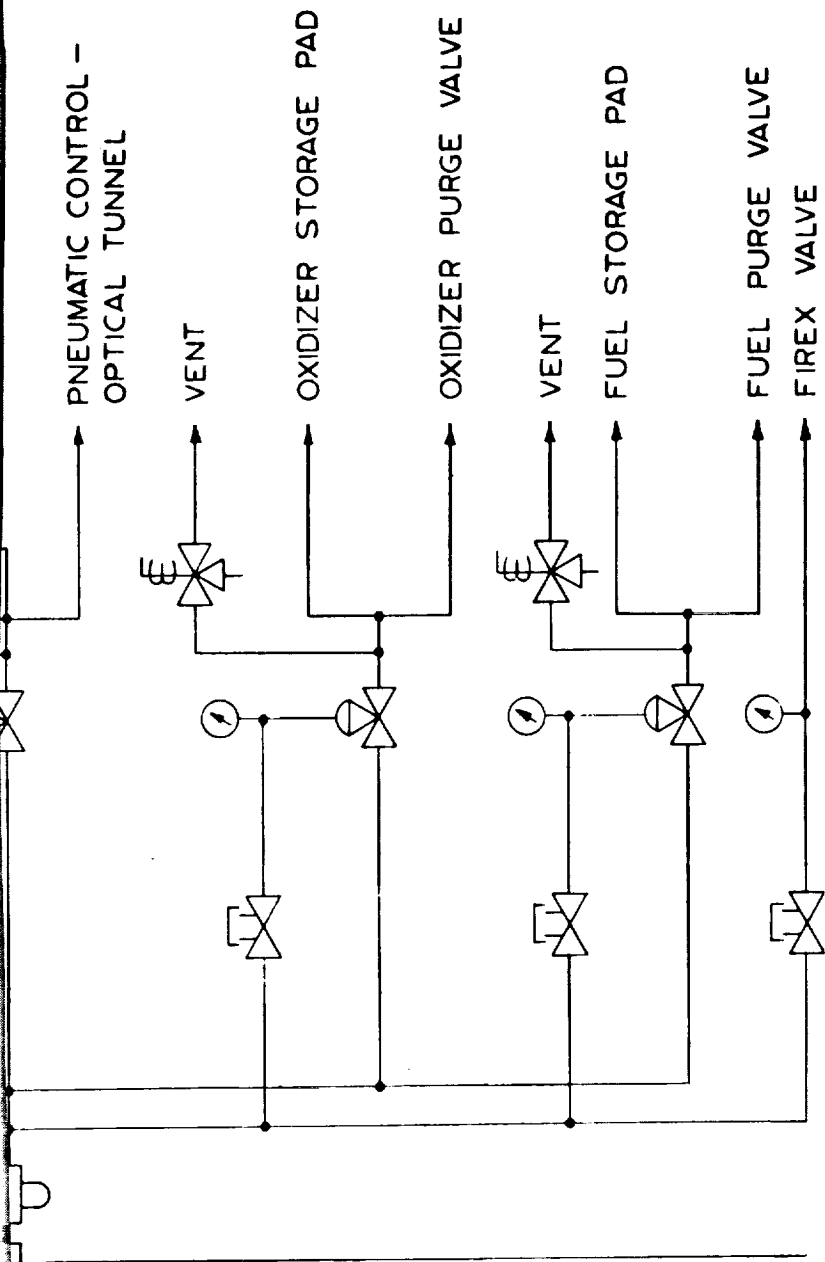 PNEUMATIC CONTROL –
OPTICAL TUNNEL
VENT
OXIDIZER STORAGE PAD
OXIDIZER PURGE VALVE
VENT
FUEL STORAGE PAD
FUEL PURGE VALVE
FIREX VALVE